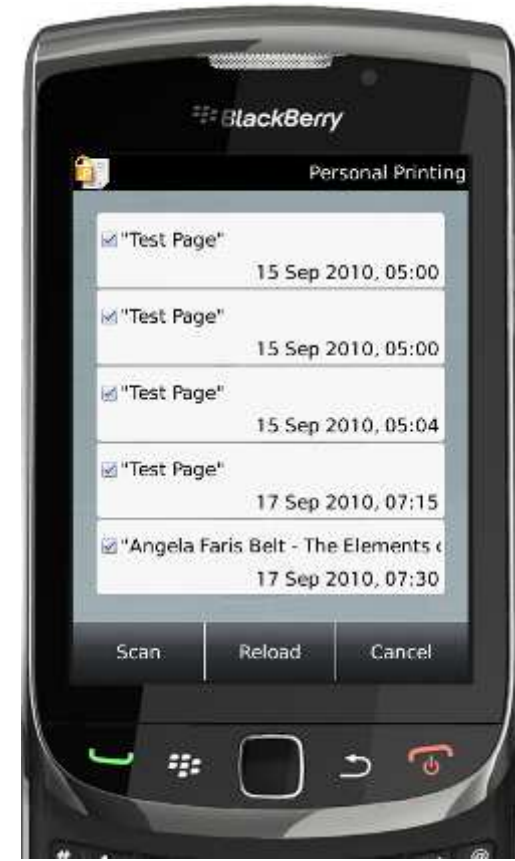 BlackBerry
Personal Printing
"Test Page"
15 Sep 2010, 05:00
"Test Page"
15 Sep 2010, 05:00
"Test Page"
15 Sep 2010, 05:04
"Test Page"
17 Sep 2010, 07:15
"Angela Faris Belt - The Elements
17 Sep 2010, 07:30
Scan Reload Cancel
#
@